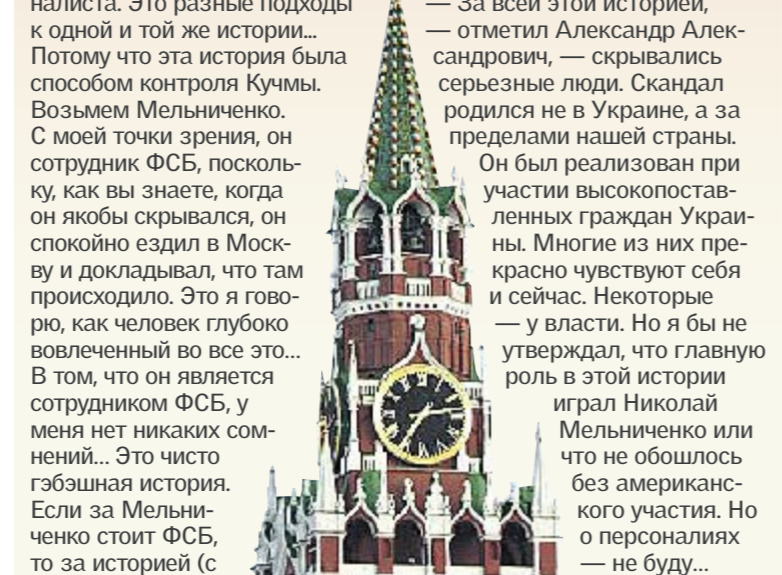 налиста. Это разные подходы
к одной и той же истории...
Потому что эта история была
способом контроля Кучмы.
Возьмем Мельниченко.
С моей точки зрения, он
сотрудник ФСБ, посколь-
ку, как вы знаете, когда
он якобы скрывался, он
спокойно ездил в Моск-
ву и докладывал, что там
происходило. Это я гово-
рю, как человек глубоко
вовлеченный во все это...
В том, что он является
сотрудником ФСБ, у
меня нет никаких сом-
нений... Это чисто
гэбэшная история.
Если за Мельни-
ченко стоит ФСБ,
то за историей (с
— За всей этой историей,
— отметил Александр Алек-
сандрович, — скрывались
серьезные люди. Скандал
родился не в Украине, а за
пределами нашей страны.
Он был реализован при
участии высокопостав-
ленных граждан Украи-
ны. Многие из них пре-
красно чувствуют себя
и сейчас. Некоторые
— у власти. Но я бы не
утверждал, что главную
роль в этой истории
играл Николай
Мельниченко или
что не обошлось
без американс-
кого участия. Но
о персоналиях
— не буду...